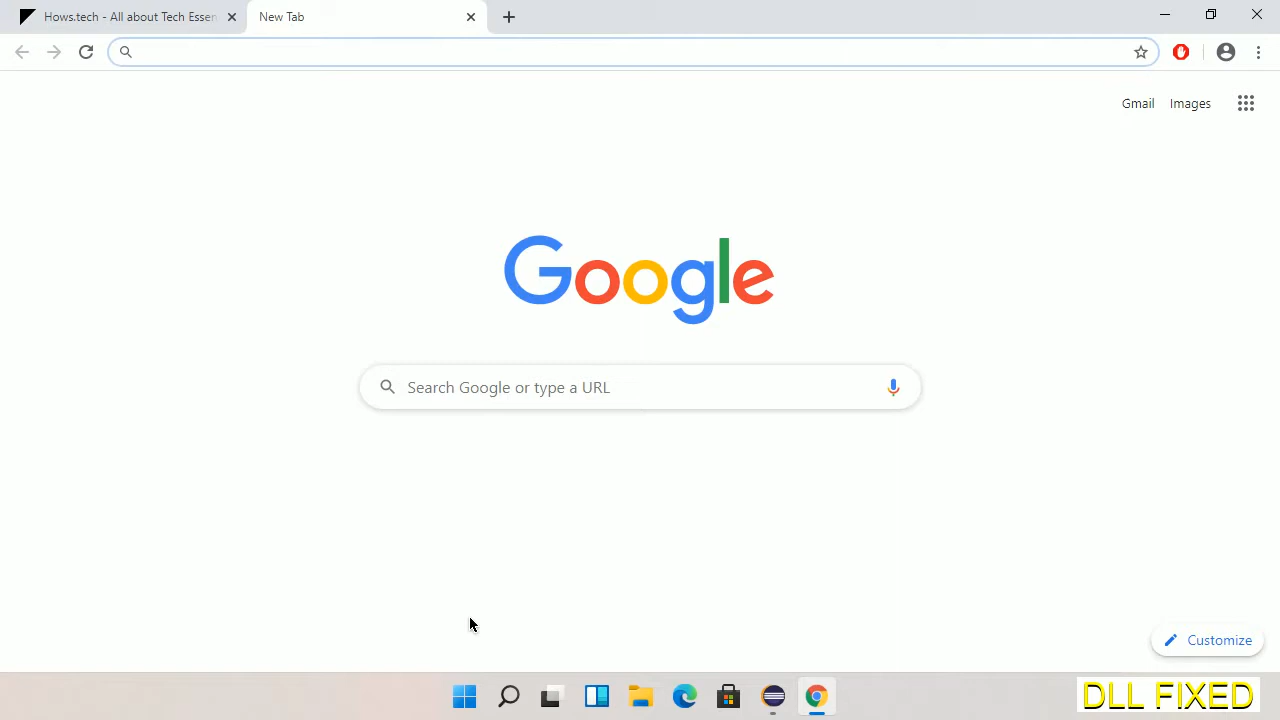 Hows.tech - All about Tech Essen
New Tab
Gmail Images
Google
Search Google or type a URL
Customize
DLL FIXED